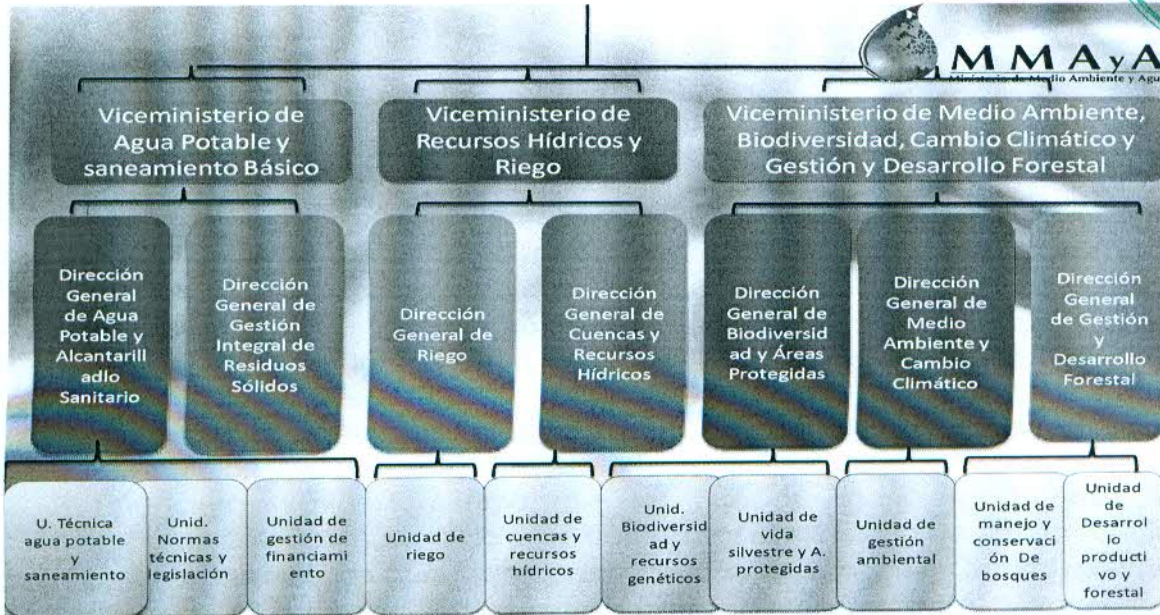 MMAyA
Ministerio de Medio Ambiente y Agu
Viceministerio de
Agua Potable y
saneamiento Básico
Viceministerio de
Recursos Hídricos y
Riego
Viceministerio de Medio Ambiente,
Biodiversidad, Cambio Climático y
Gestión y Desarrollo Forestal
Dirección
General
de Agua
Potable y
Alcantarill
adlo
Sanitario
Dirección
General de
Gestión
Integral de
Residuos
Sólidos
Dirección
General de
Riego
Dirección
General de
Cuencas y
Recursos
Hídricos
Dirección
General de
Biodiversid
ad y Áreas
Protegidas
Dirección
General de
Medio
Ambiente y
Cambio
Climático
Dirección
General
de Gestión
y
Desarrollo
Forestal
U. Técnica
agua potable
y
saneamiento
Unid.
Normas
técnicas y
legislación
Unidad de
gestión de
financiami
ento
Unidad de
riego
Unidad de
cuencas y
recursos
hídricos
Unid.
Biodiversid
ad y
recursos
genéticos
Unidad de
vida
silvestre y A.
protegidas
Unidad de
gestión
ambiental
Unidad de
manejo y
conservaci
ón De
bosques
Unidad
de
Desarrol
lo
producti
vo y
forestal